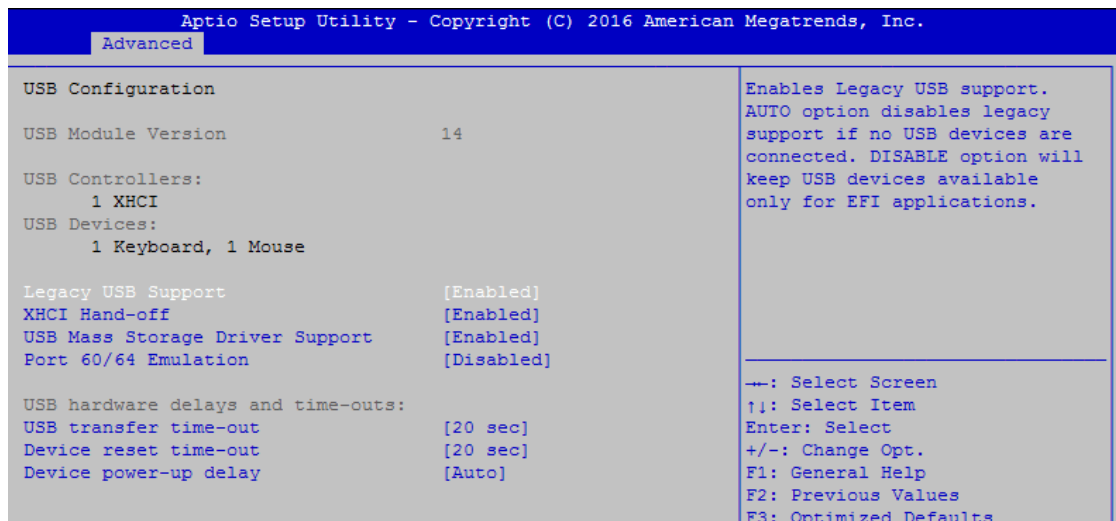 Aptio Setup Utility - Copyright (C) 2016 American Megatrends, Inc.
Advanced
USB Configuration
USB Module Version 14
USB Controllers:
1 XHCI
USB Devices:
1 Keyboard, 1 Mouse
Legacy USB Support [Enabled]
XHCI Hand-off [Enabled]
USB Mass Storage Driver Support [Enabled]
Port 60/64 Emulation [Disabled]
USB hardware delays and time-outs:
USB transfer time-out [20 sec]
Device reset time-out [20 sec]
Device power-up delay [Auto]
Enables Legacy USB support.
AUTO option disables legacy
support if no USB devices are
connected. DISABLE option will
keep USB devices available
only for EFI applications.
→←: Select Screen
↑↓: Select Item
Enter: Select
+/-: Change Opt.
F1: General Help
F2: Previous Values
F3: Optimized Defaults